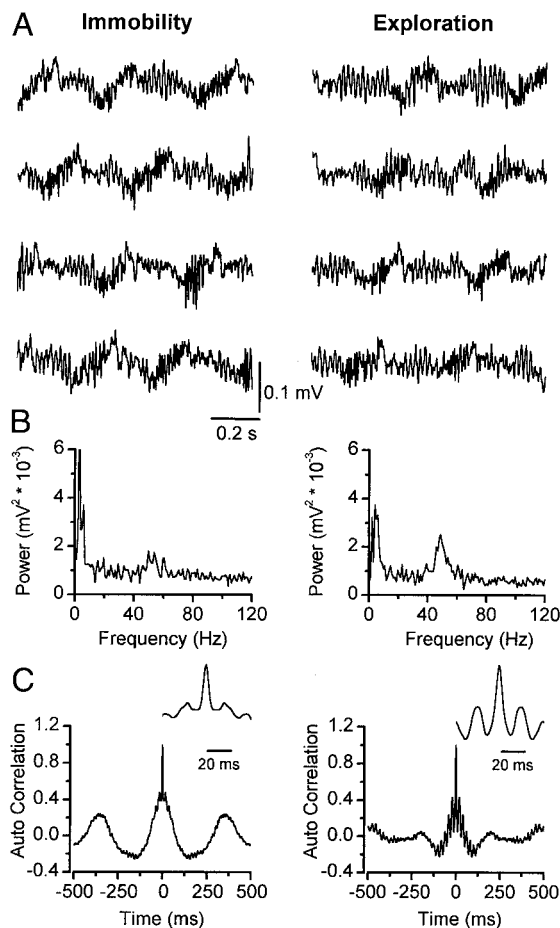 A
Immobility
Exploration
0.1 mV
0.2 s
B
Power (mV² * 10⁻³)
6
4
2
0
0 40 80 120
Frequency (Hz)
Power (mV² * 10⁻³)
6
4
2
0
0 40 80 120
Frequency (Hz)
C
Auto Correlation
1.2
0.8
0.4
0.0
-0.4
20 ms
-500 -250 0 250 500
Time (ms)
Auto Correlation
1.2
0.8
0.4
0.0
-0.4
20 ms
-500 -250 0 250 500
Time (ms)